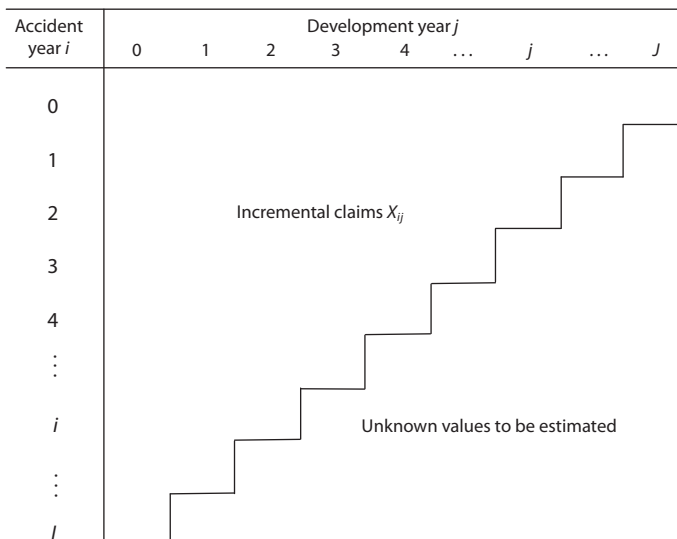 Accident Development year j
year i 0 1 2 3 4 ... j ... J
0
1
2 Incremental claims Xij
3
4
⋮
i Unknown values to be estimated
⋮
I